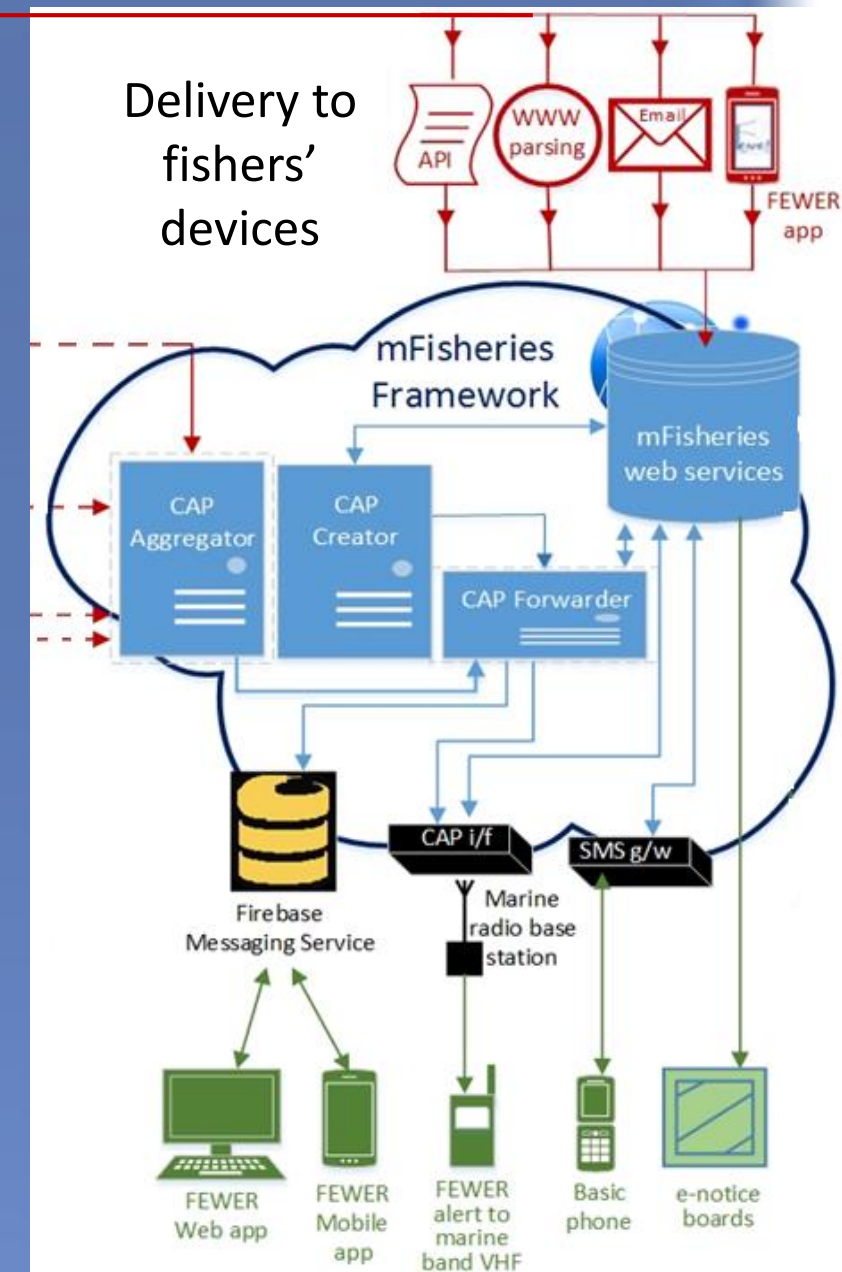 Delivery to
fishers’
devices
API
WWW
parsing
Email
FEWER
app
mFisheries
Framework
mFisheries
web services
CAP
Aggregator
CAP
Creator
CAP Forwarder
CAP i/f
SMS g/w
Firebase
Messaging Service
Marine
radio base
station
FEWER
Web app
FEWER
Mobile
app
FEWER
alert to
marine
band VHF
Basic
phone
e-notice
boards